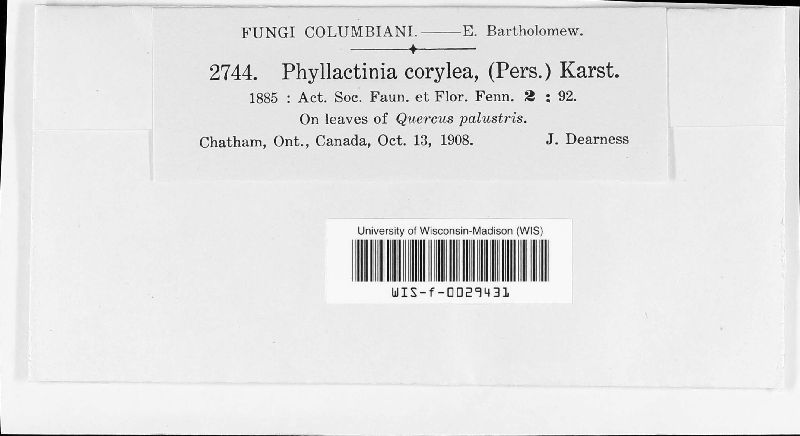 FUNGI COLUMBIANI.——E. Bartholomew.
2744. Phyllactinia corylea, (Pers.) Karst.
1885 : Act. Soc. Faun. et Flor. Fenn. 2 : 92.
On leaves of Quercus palustris.
Chatham, Ont., Canada, Oct. 13, 1908. J. Dearness
University of Wisconsin-Madison (WIS)
WIS-f-0029431